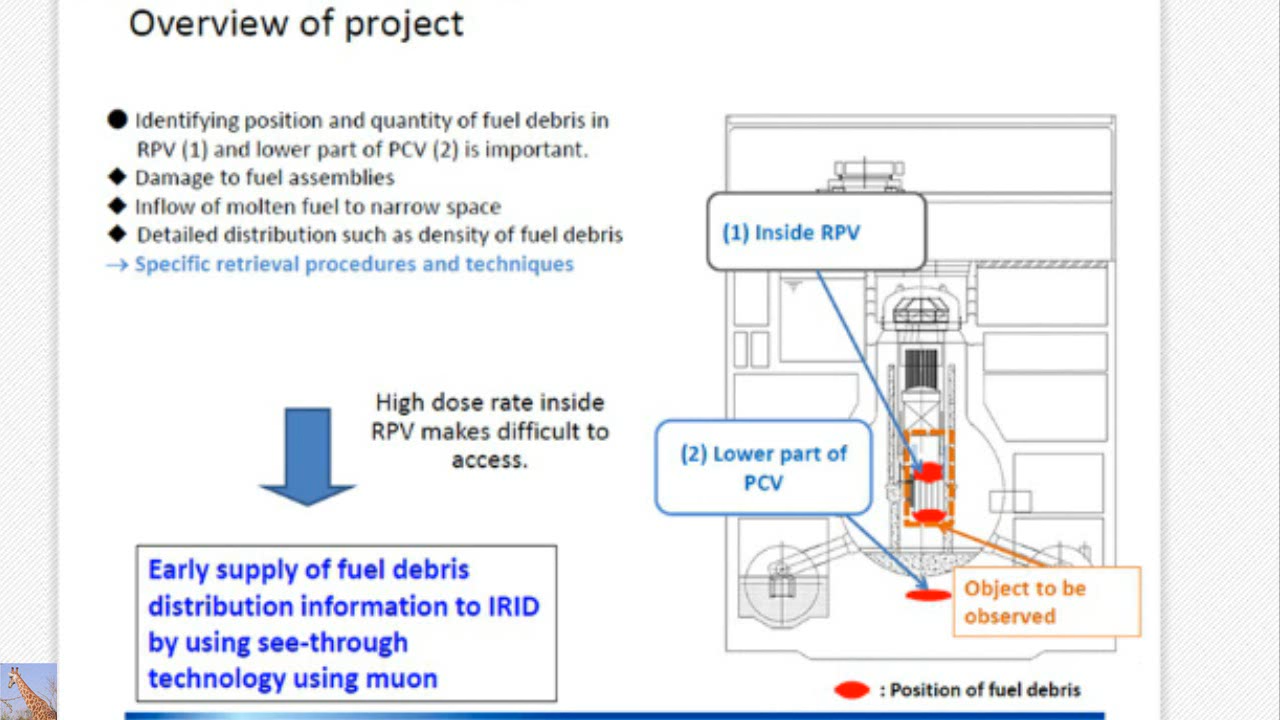 Overview of project
● Identifying position and quantity of fuel debris in
RPV (1) and lower part of PCV (2) is important.
◆ Damage to fuel assemblies
◆ Inflow of molten fuel to narrow space
◆ Detailed distribution such as density of fuel debris
→ Specific retrieval procedures and techniques
High dose rate inside
RPV makes difficult to
access.
Early supply of fuel debris
distribution information to IRID
by using see-through
technology using muon
(1) Inside RPV
(2) Lower part of
PCV
Object to be
observed
: Position of fuel debris